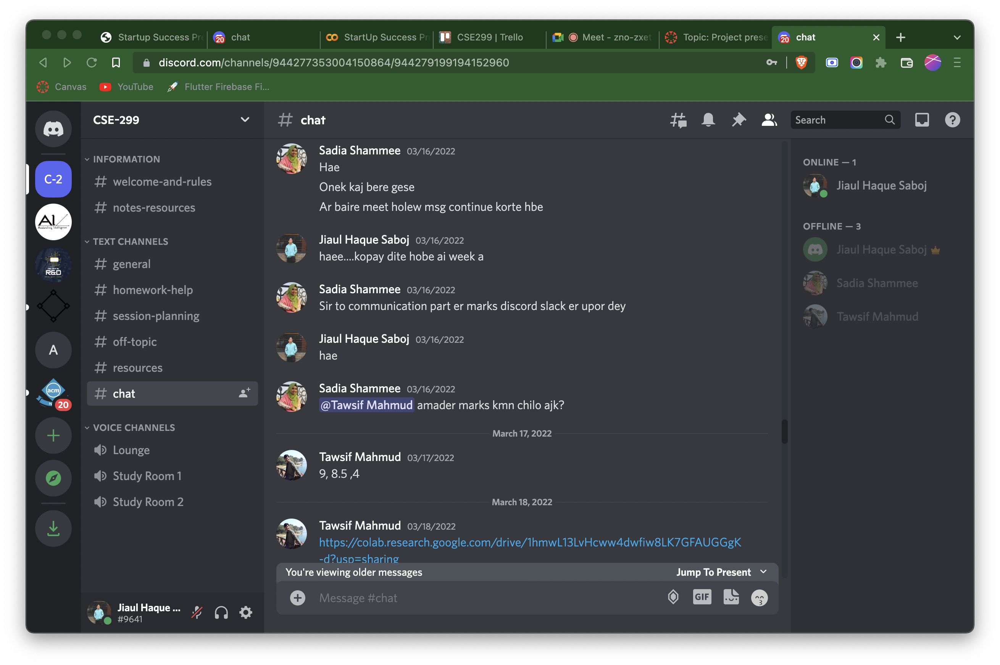 Startup Success Pre
20 chat
StartUp Success Pr
CSE299 | Trello
Meet - zno-zxet
Topic: Project prese
20 chat
discord.com/channels/944277353004150864/944279199194152960
Canvas
YouTube
Flutter Firebase Fi...
C-2
AI
R&D
A
acm
20
CSE-299
INFORMATION
welcome-and-rules
notes-resources
TEXT CHANNELS
general
homework-help
session-planning
off-topic
resources
chat
VOICE CHANNELS
Lounge
Study Room 1
Study Room 2
Jiaul Haque ...
#9641
# chat
Search
Sadia Shammee 03/16/2022
Hae
Onek kaj bere gese
Ar baire meet holew msg continue korte hbe
Jiaul Haque Saboj 03/16/2022
haee....kopay dite hobe ai week a
Sadia Shammee 03/16/2022
Sir to communication part er marks discord slack er upor dey
Jiaul Haque Saboj 03/16/2022
hae
Sadia Shammee 03/16/2022
@Tawsif Mahmud amader marks kmn chilo ajk?
March 17, 2022
Tawsif Mahmud 03/17/2022
9, 8.5 ,4
March 18, 2022
Tawsif Mahmud 03/18/2022
https://colab.research.google.com/drive/1hmwL13LvHcww4dwfiw8LK7GFAUGGgK
-d?usp=sharing
You're viewing older messages Jump To Present
Message #chat
GIF
ONLINE — 1
Jiaul Haque Saboj
OFFLINE — 3
Jiaul Haque Saboj
Sadia Shammee
Tawsif Mahmud